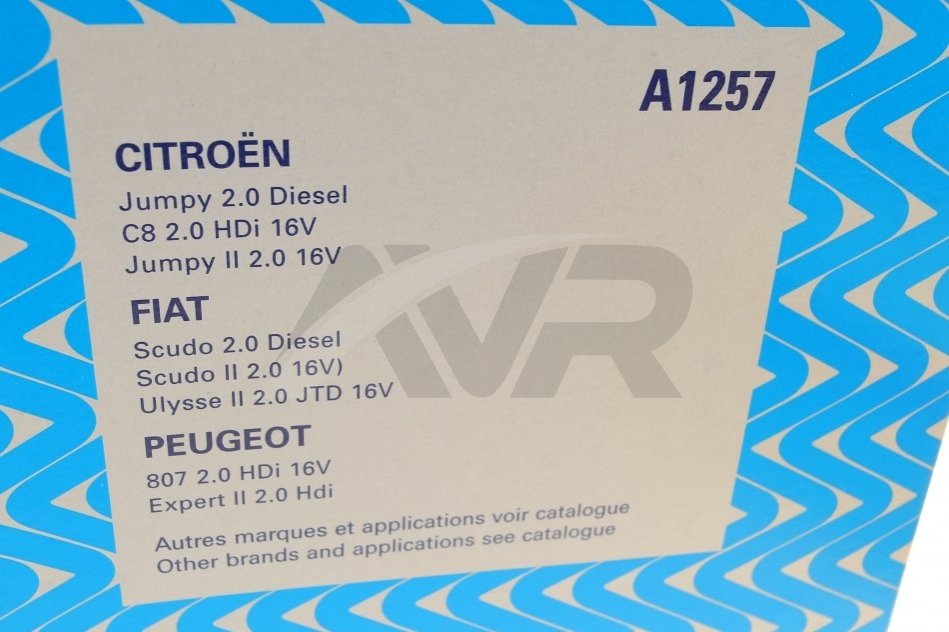 A1257
CITROËN
Jumpy 2.0 Diesel
C8 2.0 HDi 16V
Jumpy II 2.0 16V
FIAT
Scudo 2.0 Diesel
Scudo II 2.0 16V)
Ulysse II 2.0 JTD 16V
PEUGEOT
807 2.0 HDi 16V
Expert II 2.0 Hdi
Autres marques et applications voir catalogue
Other brands and applications see catalogue
AVR